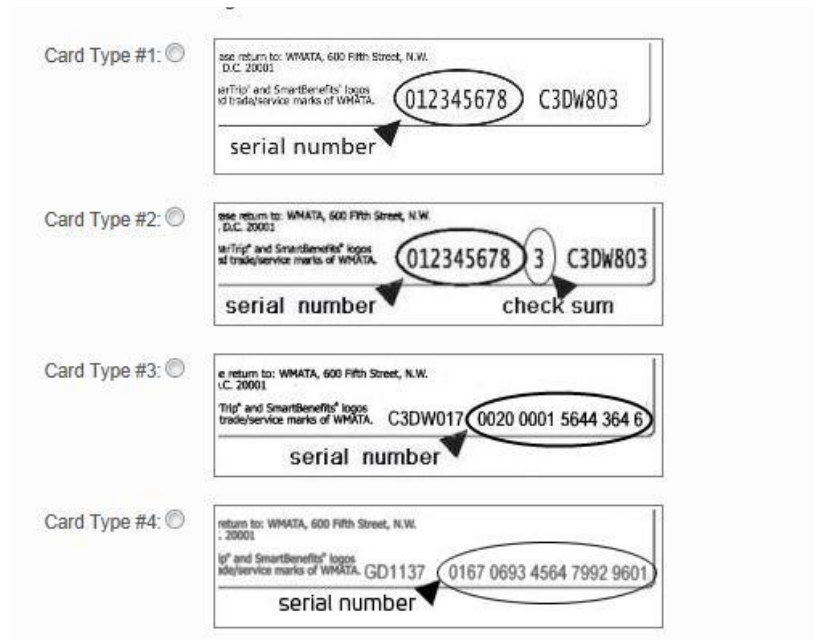 Card Type #1:
ase return to: WMATA, 600 Fifth Street, N.W.
D.C. 20001
arTrip® and SmartBenefits® logos
d trade/service marks of WMATA.
012345678 C3DW803
serial number
Card Type #2:
ase return to: WMATA, 600 Fifth Street, N.W.
, D.C. 20001
arTrip® and SmartBenefits® logos
d trade/service marks of WMATA.
012345678 3 C3DW803
serial number check sum
Card Type #3:
e return to: WMATA, 600 Fifth Street, N.W.
.C. 20001
Trip® and SmartBenefits® logos
trade/service marks of WMATA. C3DW017 0020 0001 5644 364 6
serial number
Card Type #4:
return to: WMATA, 600 Fifth Street, N.W.
. 20001
ip® and SmartBenefits® logos
ade/service marks of WMATA. GD1137 0167 0693 4564 7992 9601
serial number